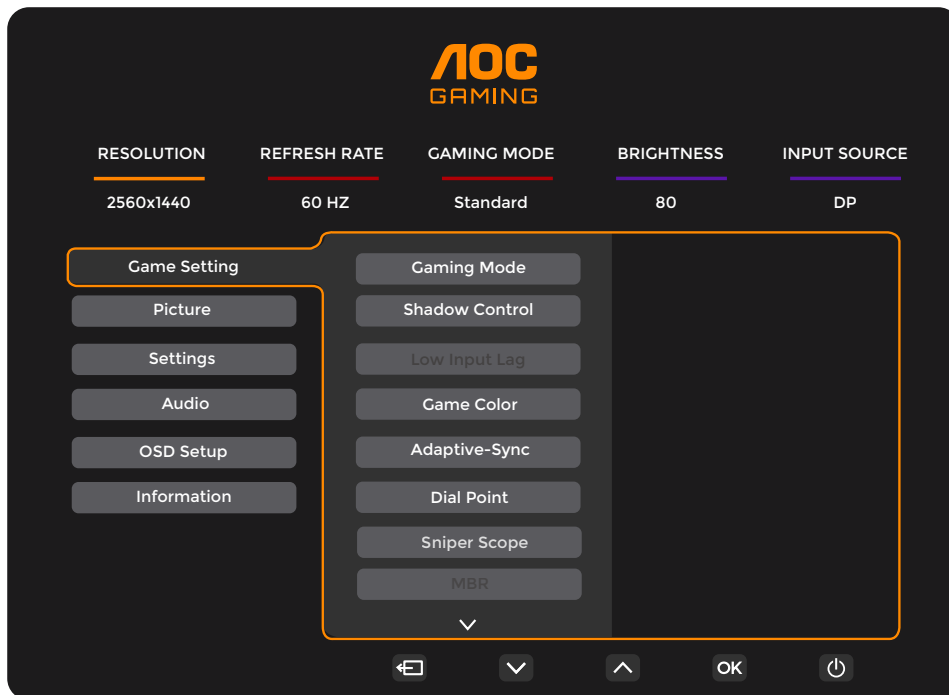 AOC
GAMING
RESOLUTION REFRESH RATE GAMING MODE BRIGHTNESS INPUT SOURCE
2560x1440 60 HZ Standard 80 DP
Game Setting
Picture
Settings
Audio
OSD Setup
Information
Gaming Mode
Shadow Control
Low Input Lag
Game Color
Adaptive-Sync
Dial Point
Sniper Scope
MBR
OK